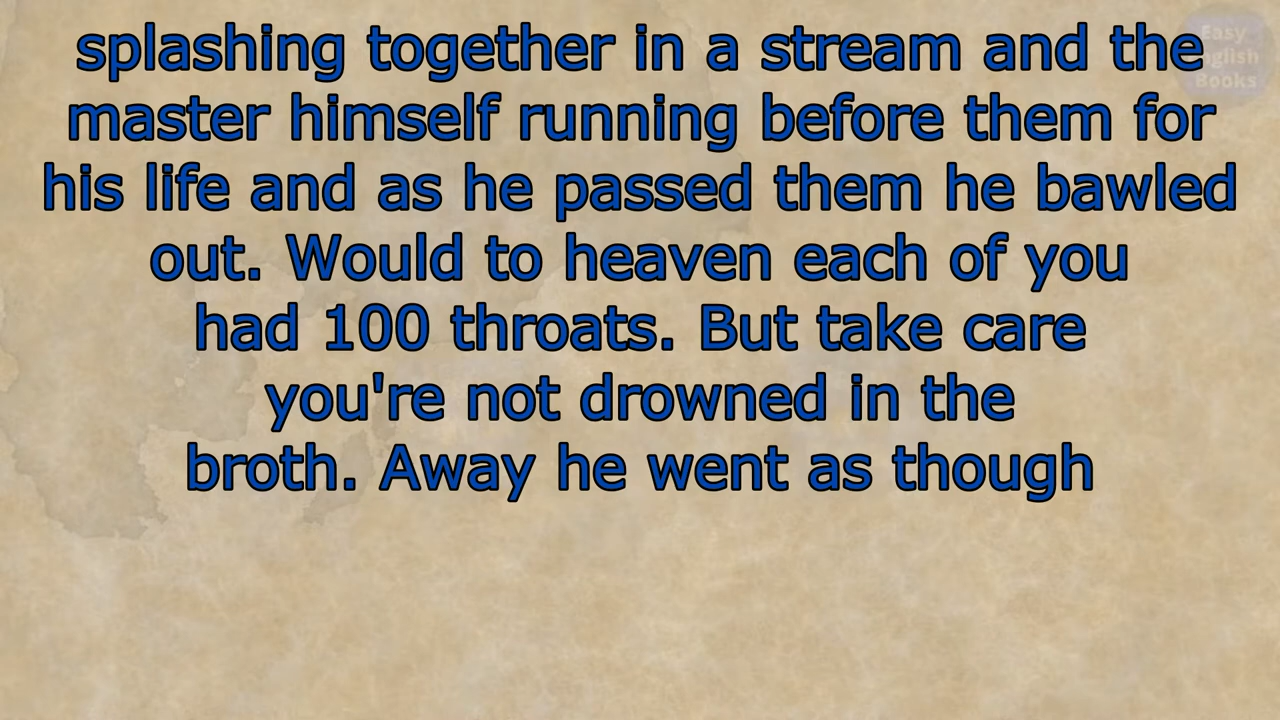 splashing together in a stream and the
master himself running before them for
his life and as he passed them he bawled
out. Would to heaven each of you
had 100 throats. But take care
you're not drowned in the
broth. Away he went as though
Easy
English
Books